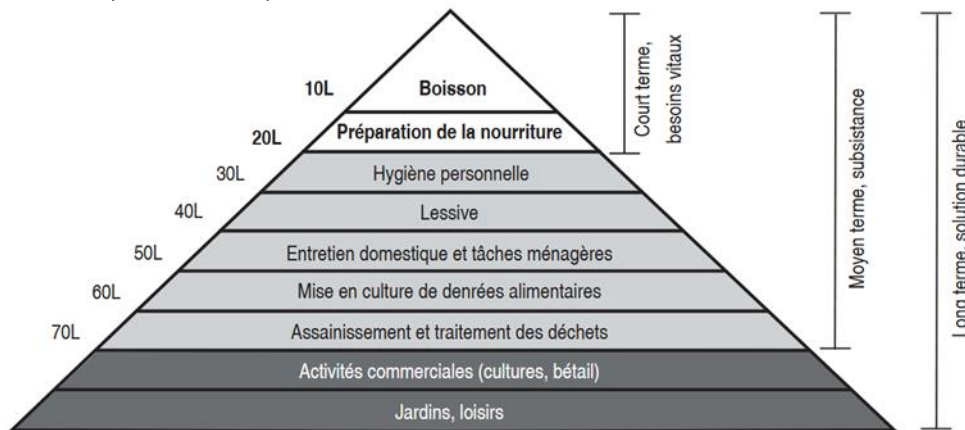 10L
Boisson
20L
Préparation de la nourriture
30L
Hygiène personnelle
40L
Lessive
50L
Entretien domestique et tâches ménagères
60L
Mise en culture de denrées alimentaires
70L
Assainissement et traitement des déchets
Activités commerciales (cultures, bétail)
Jardins, loisirs
Court terme,
besoins vitaux
Moyen terme, subsistance
Long terme, solution durable